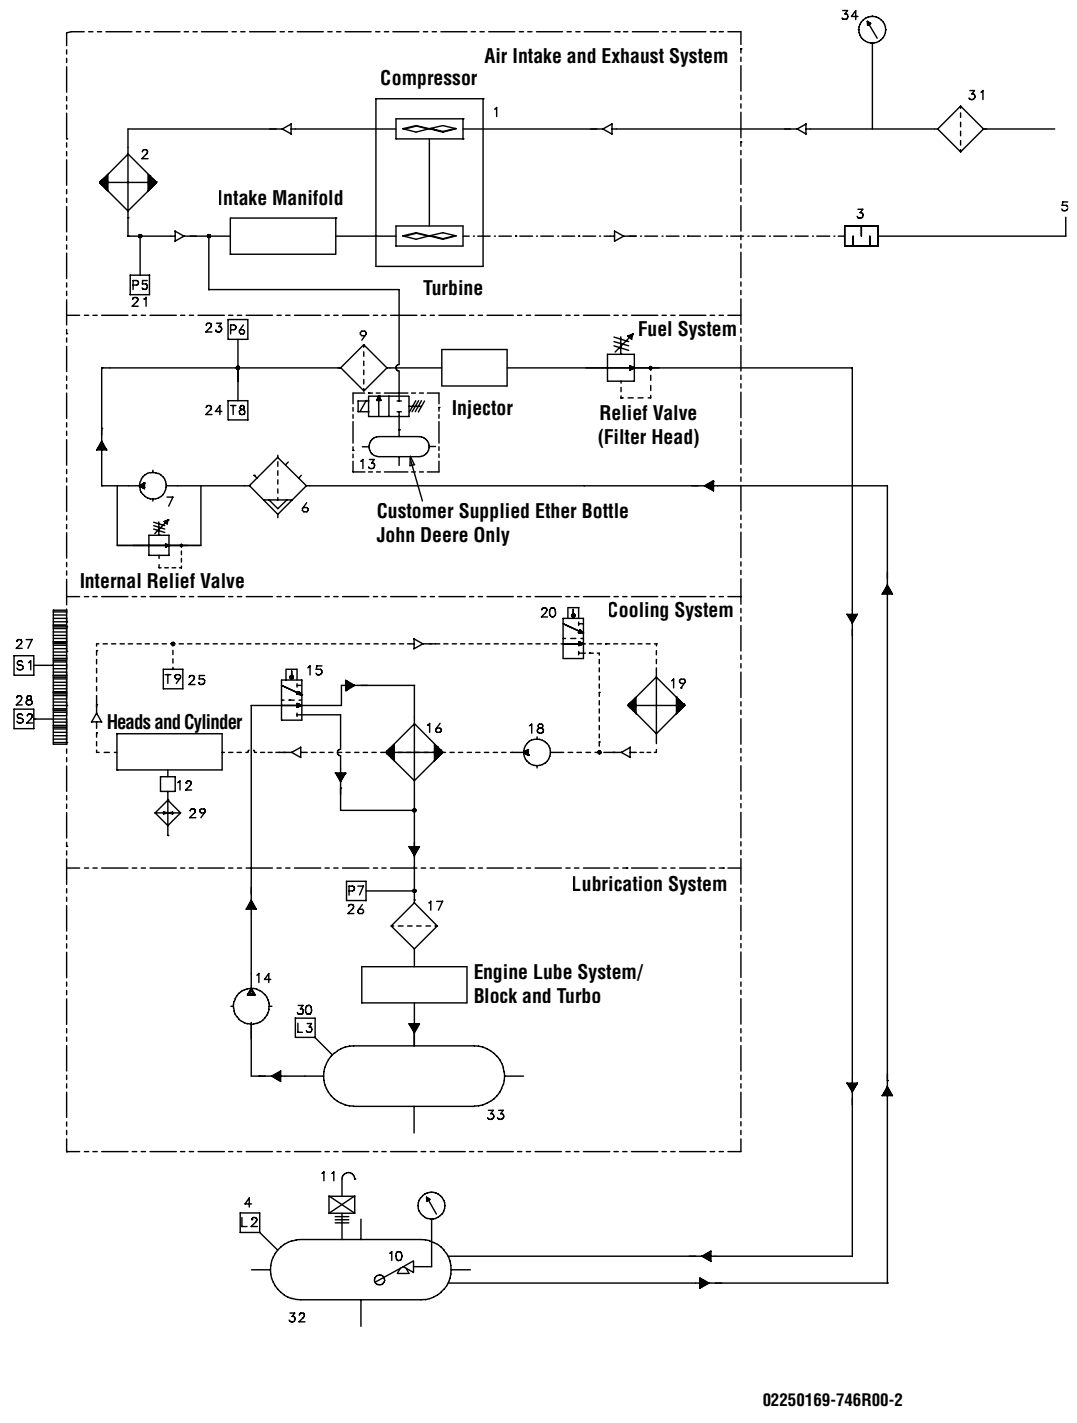 34
Air Intake and Exhaust System
Compressor
1
31
2
Intake Manifold
3
5
P5
21
Turbine
23 P6
9
Fuel System
24 T8
Injector
Relief Valve
(Filter Head)
13
7
6
Customer Supplied Ether Bottle
John Deere Only
Internal Relief Valve
20
Cooling System
27
S1
T9 25
15
19
28
S2
Heads and Cylinder
16
18
12
29
Lubrication System
P7
26
17
Engine Lube System/
Block and Turbo
14
30
L3
33
11
4
L2
10
32
02250169-746R00-2